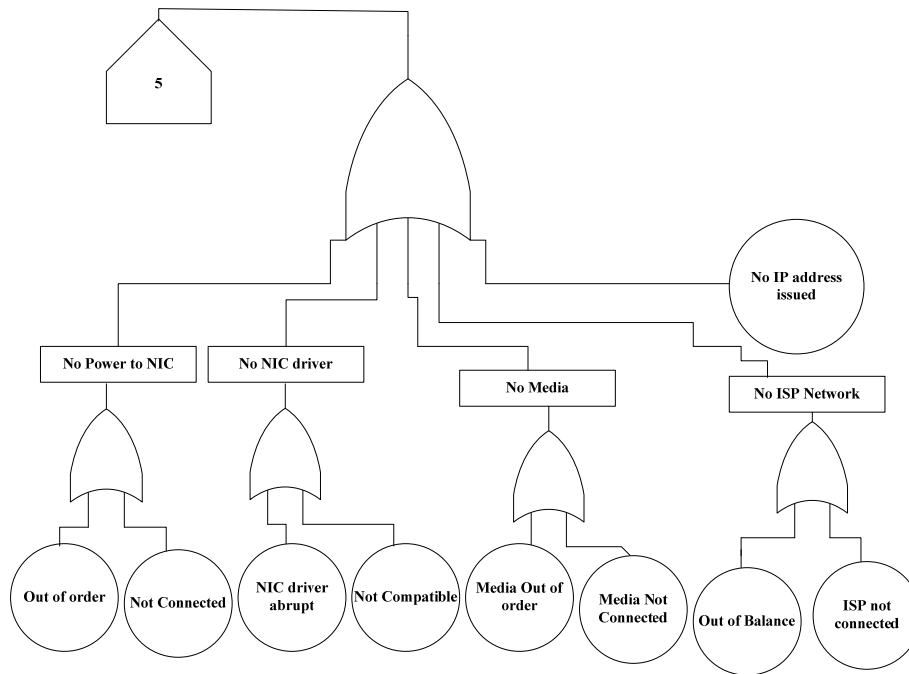 5
No IP address
issued
No Power to NIC
No NIC driver
No Media
No ISP Network
Out of order
Not Connected
NIC driver
abrupt
Not Compatible
Media Out of
order
Media Not
Connected
Out of Balance
ISP not
connected